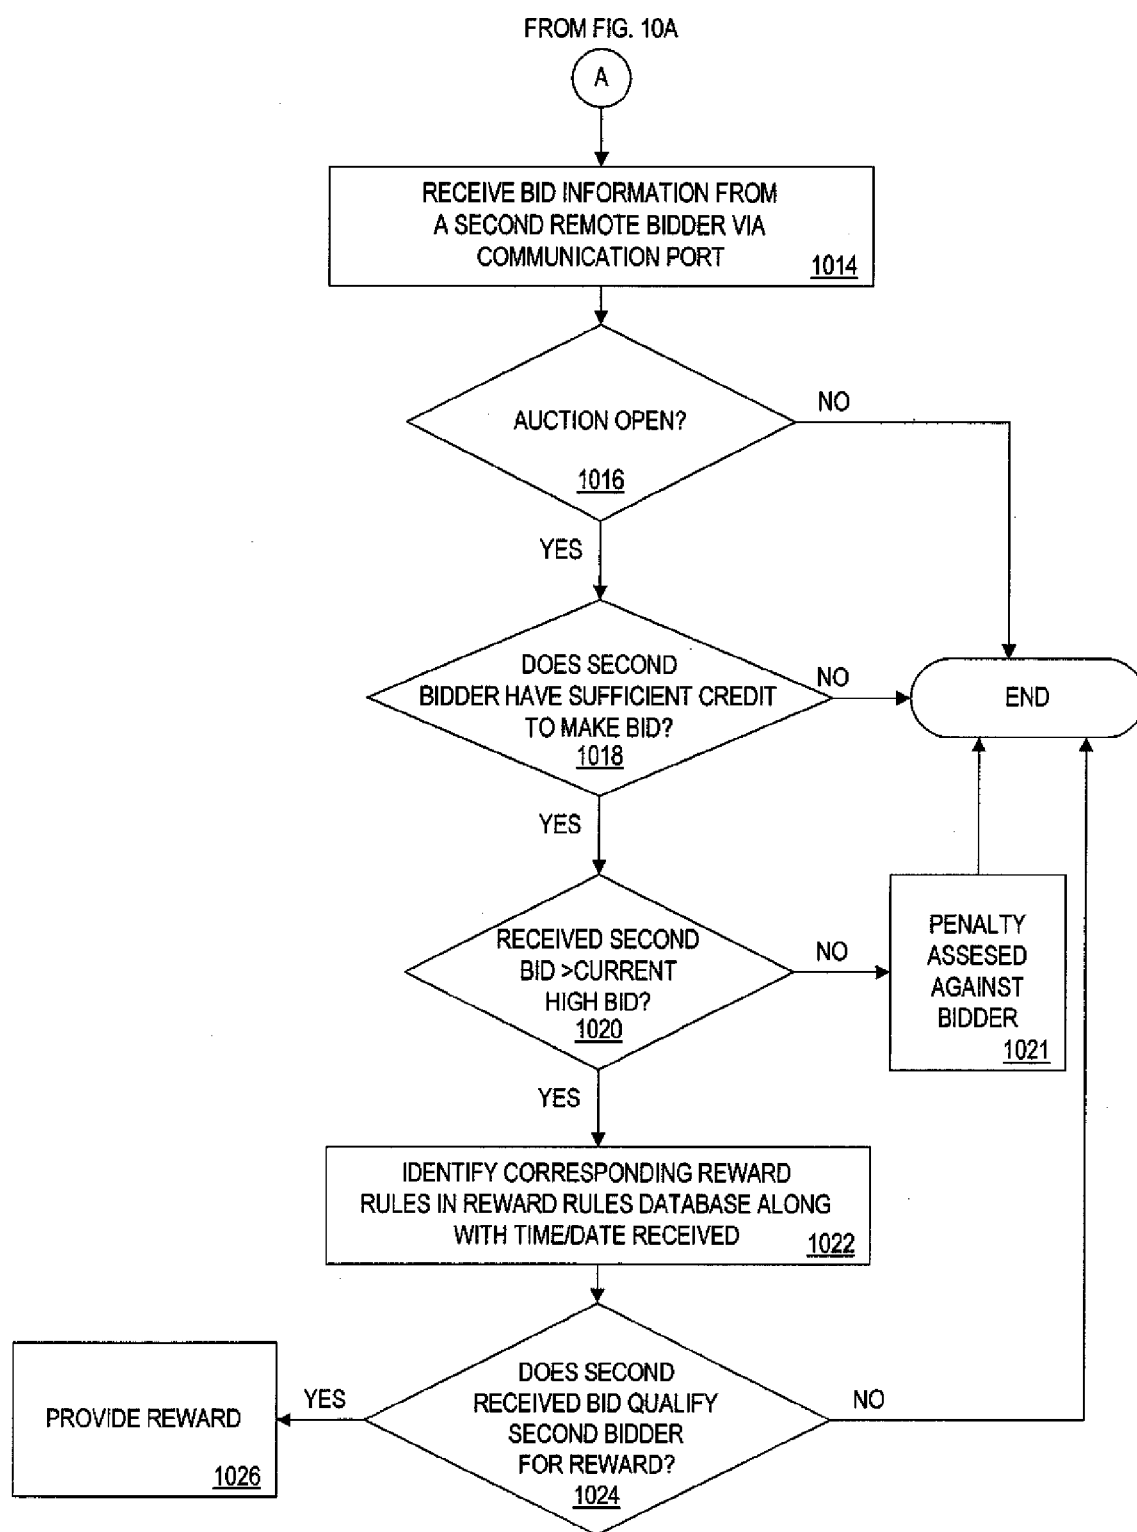 FROM FIG. 10A
A
RECEIVE BID INFORMATION FROM
A SECOND REMOTE BIDDER VIA
COMMUNICATION PORT
1014
AUCTION OPEN?
1016
NO
YES
DOES SECOND
BIDDER HAVE SUFFICIENT CREDIT
TO MAKE BID?
1018
NO
END
YES
RECEIVED SECOND
BID >CURRENT
HIGH BID?
1020
NO
PENALTY
ASSESED
AGAINST
BIDDER
1021
YES
IDENTIFY CORRESPONDING REWARD
RULES IN REWARD RULES DATABASE ALONG
WITH TIME/DATE RECEIVED
1022
DOES SECOND
RECEIVED BID QUALIFY
SECOND BIDDER
FOR REWARD?
1024
YES
NO
PROVIDE REWARD
1026